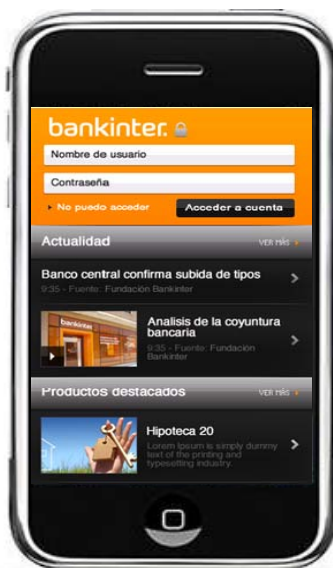 bankinter.
Nombre de usuario
Contraseña
No puedo acceder
Acceder a cuenta
Actualidad
VER MÁS
Banco central confirma subida de tipos
9:35 - Fuente: Fundación Bankinter
bankinter
Analisis de la coyuntura
bancaria
9:35 - Fuente: Fundación
Bankinter
Productos destacados
VER MÁS
Hipoteca 20
Lorem Ipsum is simply dummy
text of the printing and
typesetting industry.